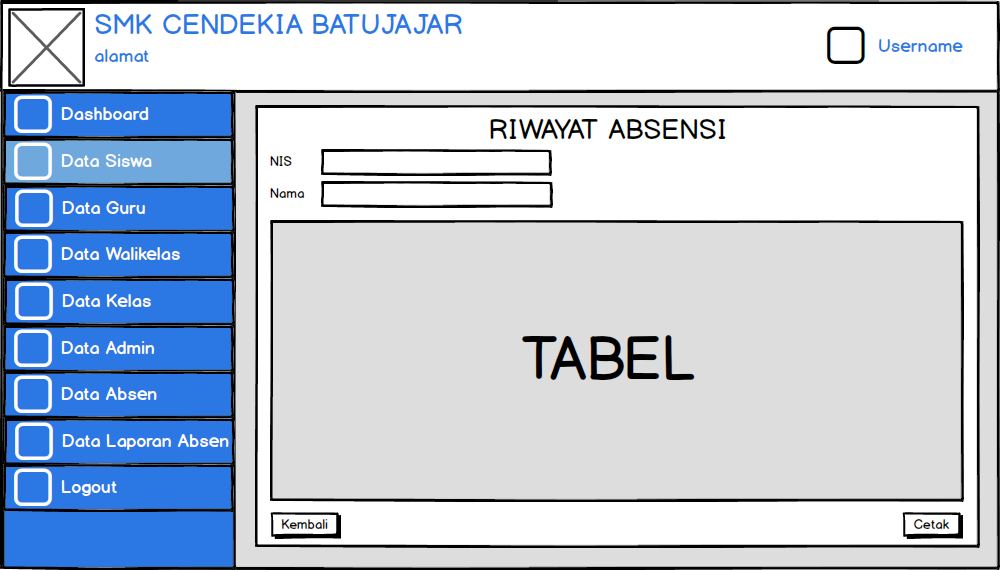 SMK CENDEKIA BATUJAJAR
alamat
Username
Dashboard
Data Siswa
Data Guru
Data Walikelas
Data Kelas
Data Admin
Data Absen
Data Laporan Absen
Logout
RIWAYAT ABSENSI
NIS
Nama
TABEL
Kembali
Cetak